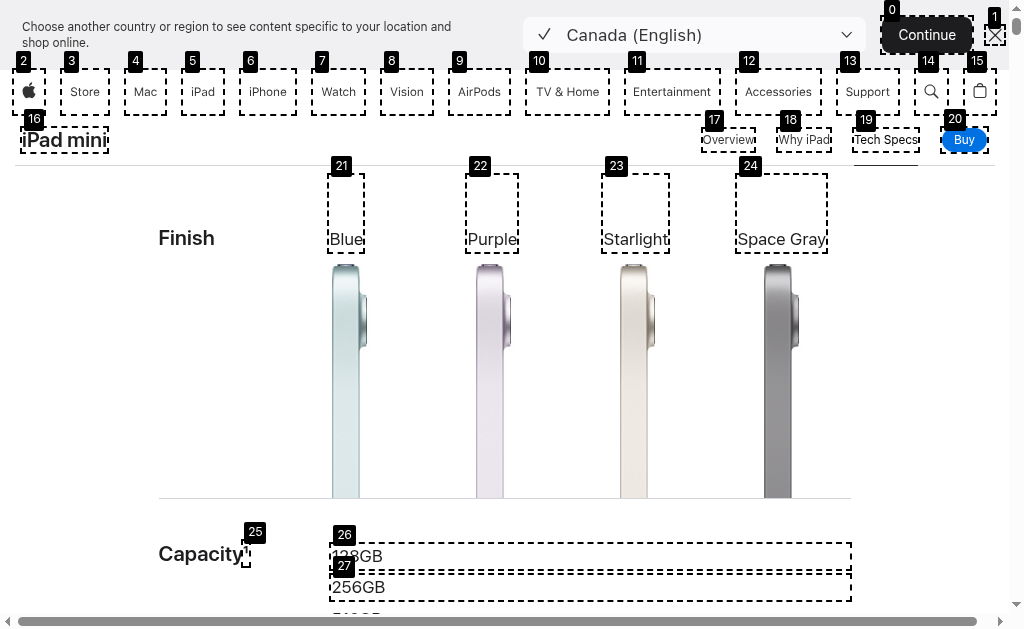 Choose another country or region to see content specific to your location and
shop online.
Canada (English)
Continue
0
1
2
3
4
5
6
7
8
9
10
11
12
13
14
15
Store
Mac
iPad
iPhone
Watch
Vision
AirPods
TV & Home
Entertainment
Accessories
Support
16
17
18
19
20
iPad mini
Overview
Why iPad
Tech Specs
Buy
21
22
23
24
Finish
Blue
Purple
Starlight
Space Gray
25
26
Capacity1
128GB
27
256GB